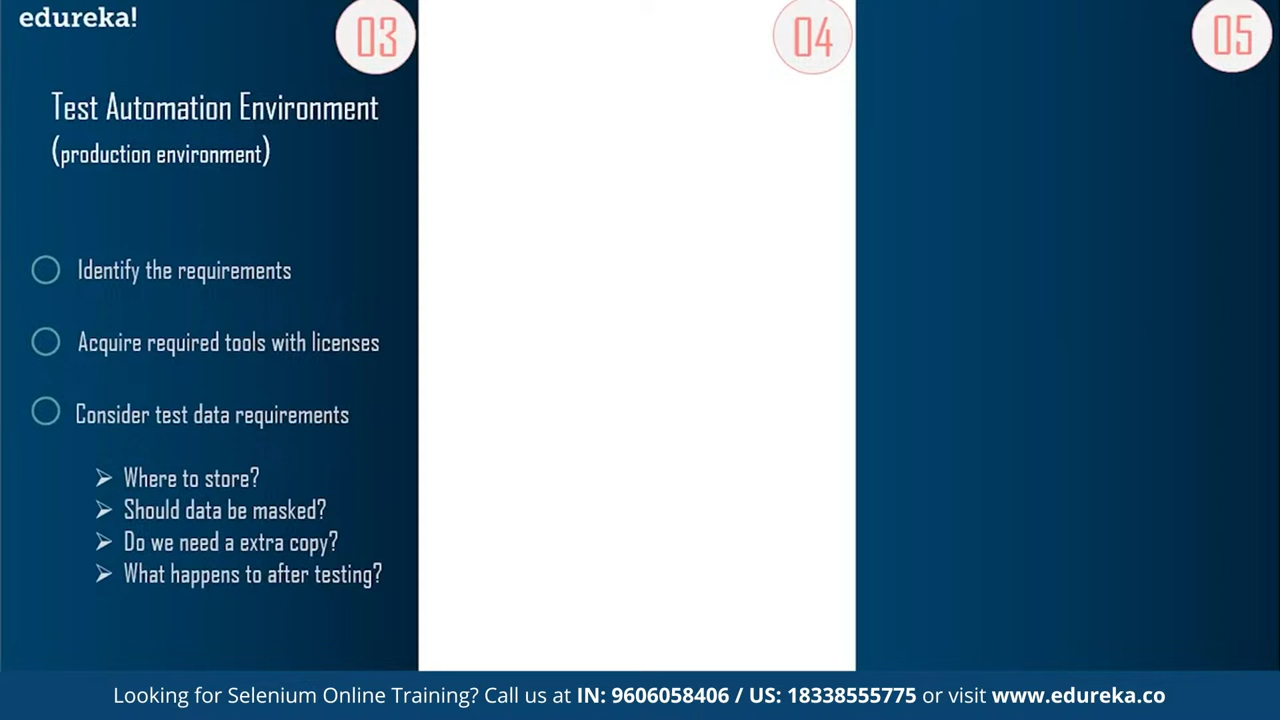 edureka!
03
Test Automation Environment
(production environment)
Identify the requirements
Acquire required tools with licenses
Consider test data requirements
➢ Where to store?
➢ Should data be masked?
➢ Do we need a extra copy?
➢ What happens to after testing?
04
05
Looking for Selenium Online Training? Call us at IN: 9606058406 / US: 18338555775 or visit www.edureka.co